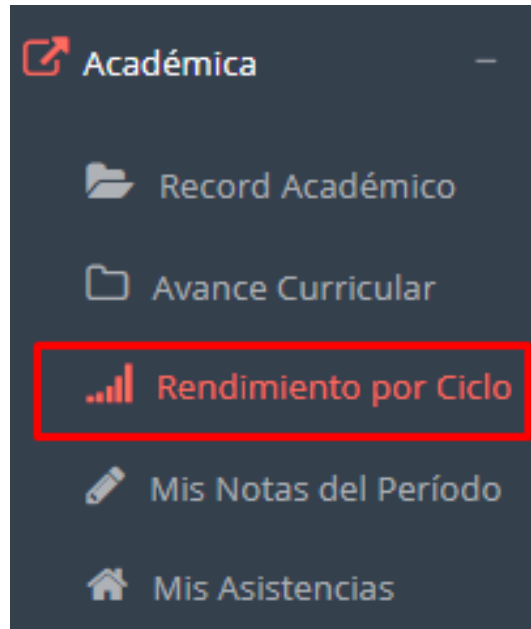 Académica
Record Académico
Avance Curricular
Rendimiento por Ciclo
Mis Notas del Período
Mis Asistencias